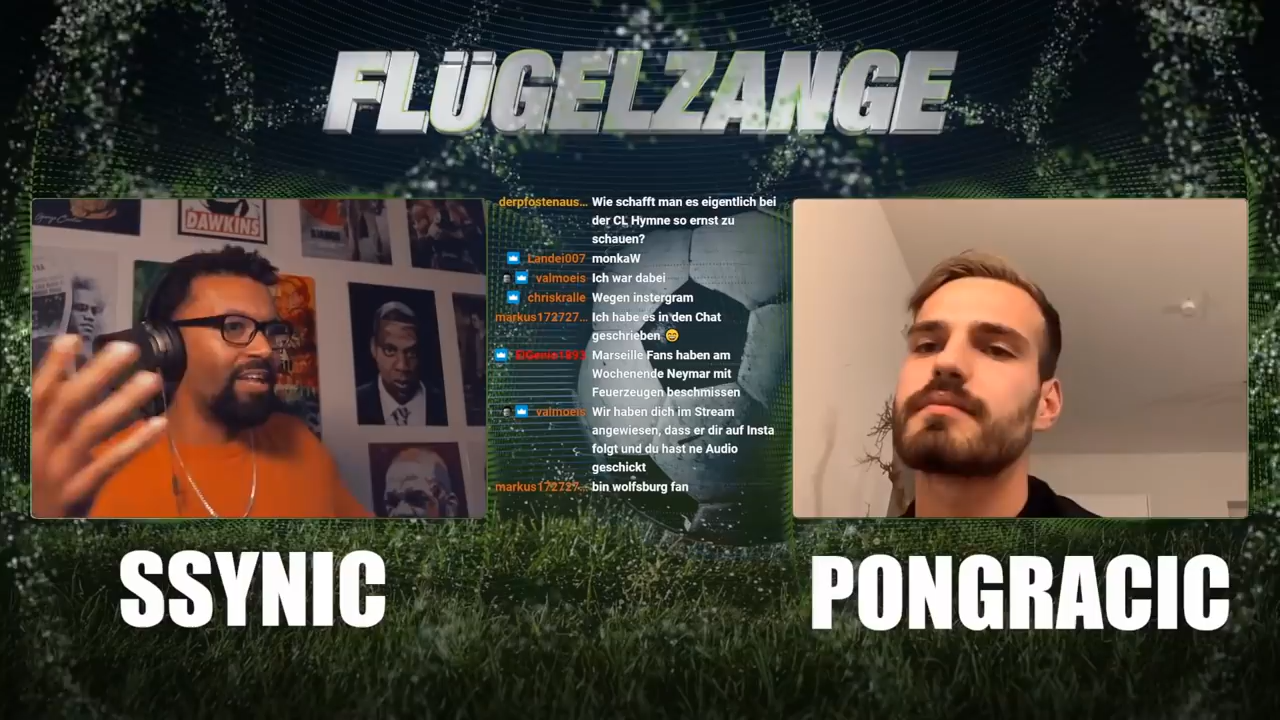 FLÜGELZANGE
DAWKINS
derpfostenaus… Wie schafft man es eigentlich bei
der CL Hymne so ernst zu
schauen?
Landei007 monkaW
valmoeis Ich war dabei
chriskralle Wegen instergram
markus172727… Ich habe es in den Chat
geschrieben 😄
ElGenio1893 Marseille Fans haben am
Wochenende Neymar mit
Feuerzeugen beschmissen
valmoeis Wir haben dich im Stream
angewiesen, dass er dir auf Insta
folgt und du hast ne Audio
geschickt
markus172727… bin wolfsburg fan
SSYNIC
PONGRACIC